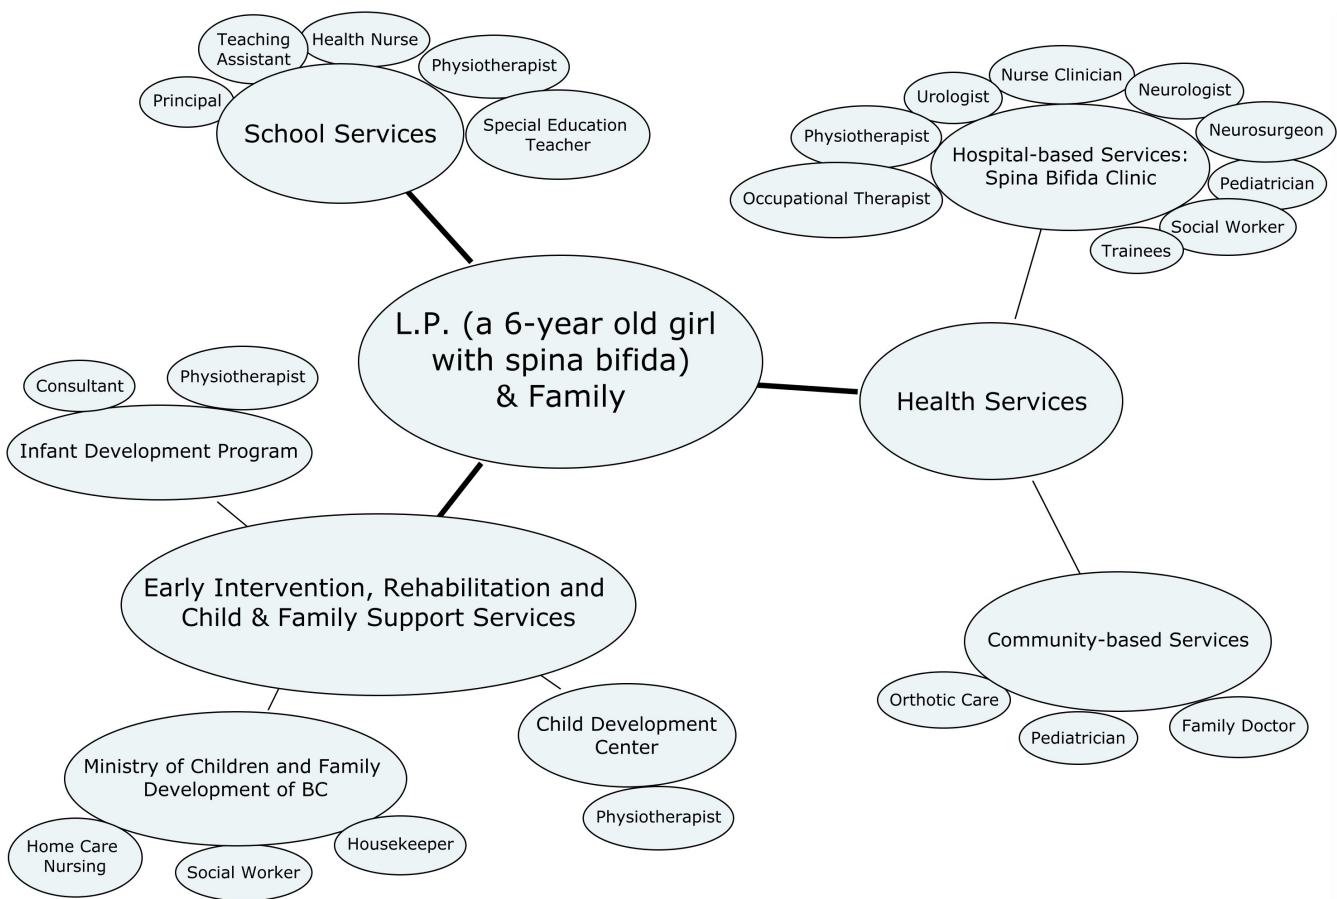 Teaching
Assistant
Health Nurse
Physiotherapist
Principal
School Services
Special Education
Teacher
Nurse Clinician
Urologist
Neurologist
Physiotherapist
Neurosurgeon
Hospital-based Services:
Spina Bifida Clinic
Pediatrician
Occupational Therapist
Social Worker
Trainees
L.P. (a 6-year old girl
with spina bifida)
& Family
Health Services
Consultant
Physiotherapist
Infant Development Program
Early Intervention, Rehabilitation and
Child & Family Support Services
Community-based Services
Orthotic Care
Pediatrician
Family Doctor
Child Development
Center
Physiotherapist
Ministry of Children and Family
Development of BC
Home Care
Nursing
Social Worker
Housekeeper